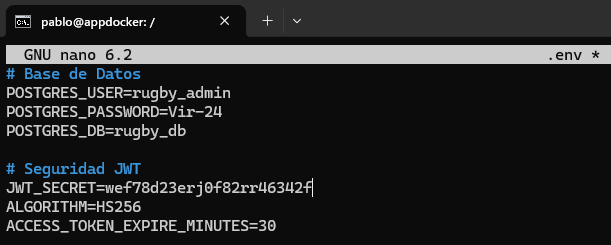 pablo@appdocker: /
GNU nano 6.2 .env *
# Base de Datos
POSTGRES_USER=rugby_admin
POSTGRES_PASSWORD=Vir-24
POSTGRES_DB=rugby_db
# Seguridad JWT
JWT_SECRET=wef78d23erj0f82rr46342f
ALGORITHM=HS256
ACCESS_TOKEN_EXPIRE_MINUTES=30